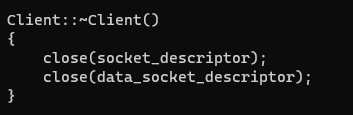 Client::~Client()
{
    close(socket_descriptor);
    close(data_socket_descriptor);
}